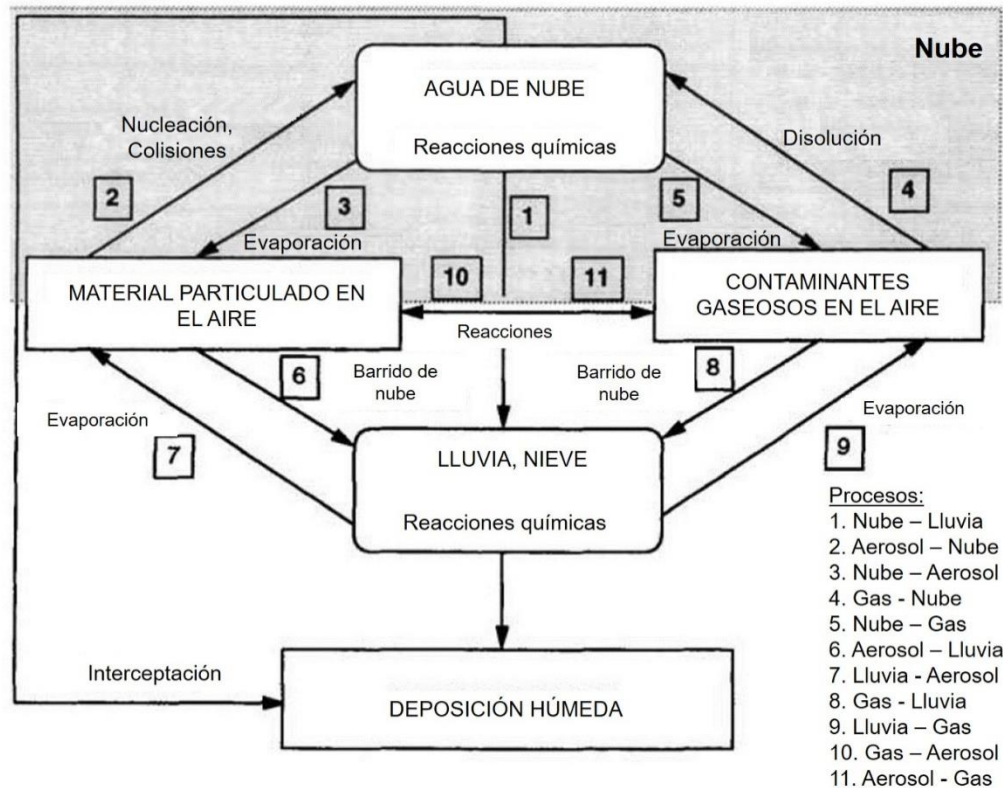 Nube
AGUA DE NUBE
Reacciones químicas
Nucleación,
Colisiones
Disolución
2
3
1
5
4
Evaporación
Evaporación
10
11
MATERIAL PARTICULADO EN
EL AIRE
CONTAMINANTES
GASEOSOS EN EL AIRE
Reacciones
6
Barrido de
nube
Barrido de
nube
8
Evaporación
Evaporación
7
9
LLUVIA, NIEVE
Reacciones químicas
Procesos:
1. Nube – Lluvia
2. Aerosol – Nube
3. Nube – Aerosol
4. Gas - Nube
5. Nube – Gas
6. Aerosol – Lluvia
7. Lluvia - Aerosol
8. Gas - Lluvia
9. Lluvia – Gas
10. Gas – Aerosol
11. Aerosol - Gas
Interceptación
DEPOSICIÓN HÚMEDA